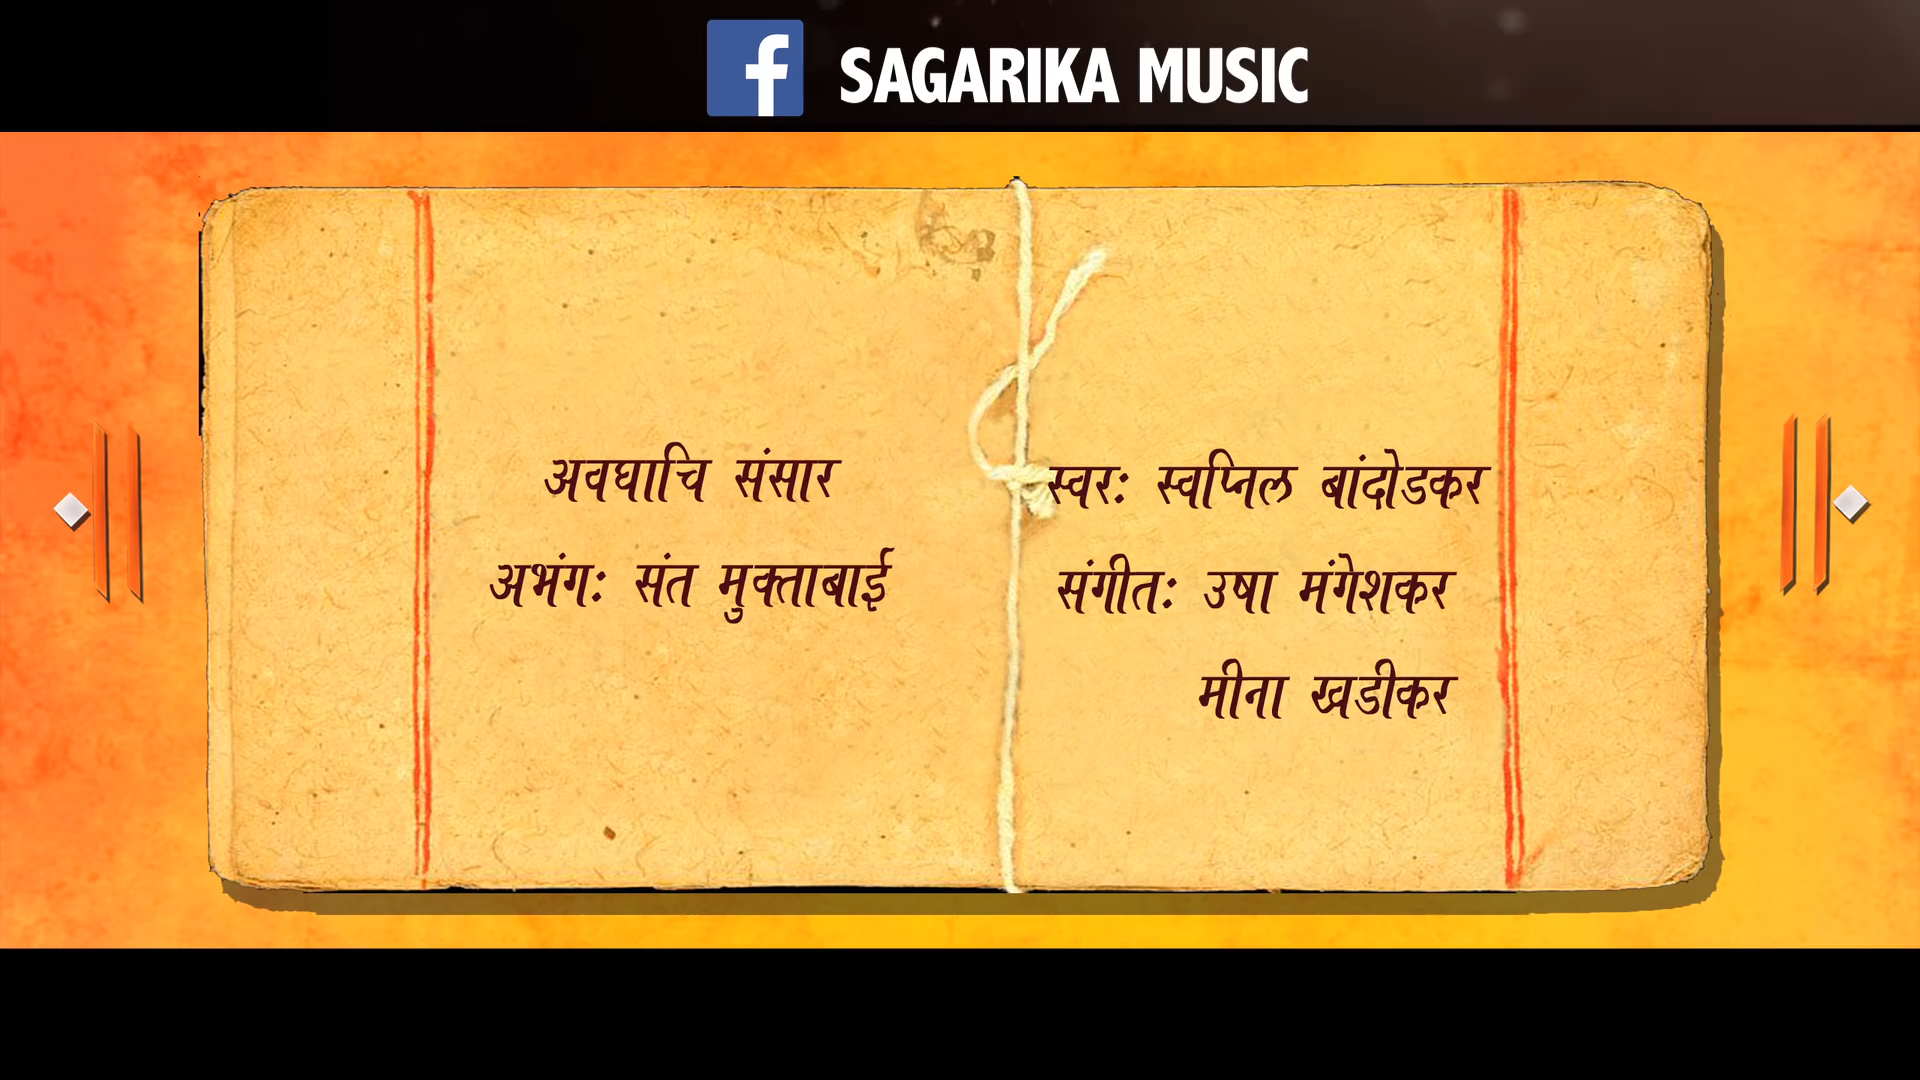 SAGARIKA MUSIC
अवघाचि संसार
अभंगः संत मुक्ताबाई
स्वरः स्वप्निल बांदोडकर
संगीतः उषा मंगेशकर
मीना खडीकर